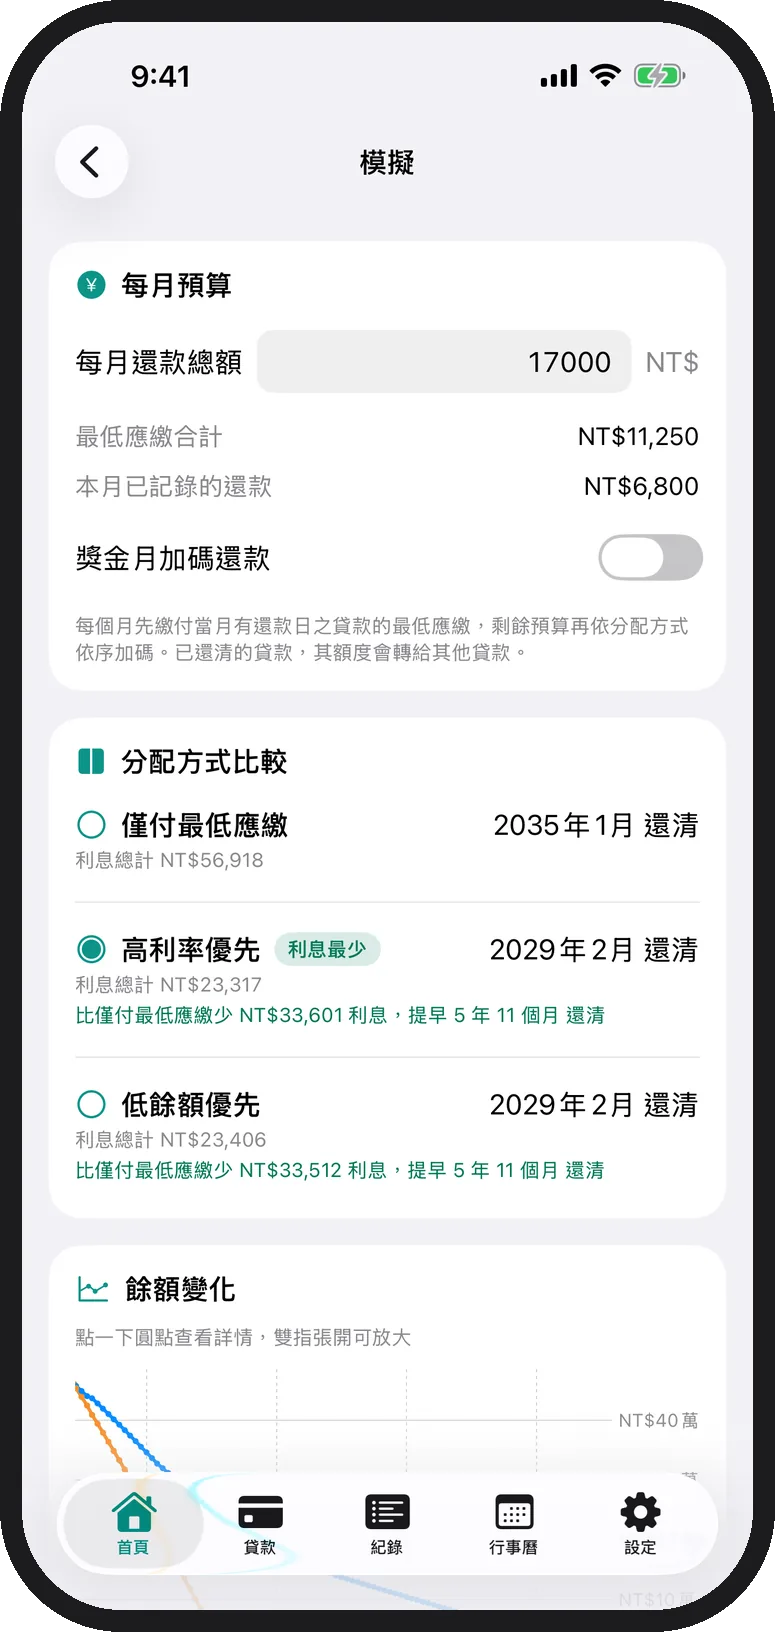 9:41
模擬
¥ 每月預算
每月還款總額 17000 NT$
最低應繳合計 NT$11,250
本月已記錄的還款 NT$6,800
獎金月加碼還款
每個月先繳付當月有還款日之貸款的最低應繳，剩餘預算再依分配方式
依序加碼。已還清的貸款，其額度會轉給其他貸款。
分配方式比較
僅付最低應繳 2035年1月 還清
利息總計 NT$56,918
高利率優先 利息最少 2029年2月 還清
利息總計 NT$23,317
比僅付最低應繳少 NT$33,601 利息，提早 5 年 11 個月 還清
低餘額優先 2029年2月 還清
利息總計 NT$23,406
比僅付最低應繳少 NT$33,512 利息，提早 5 年 11 個月 還清
餘額變化
點一下圓點查看詳情，雙指張開可放大
NT$40萬
首頁 貸款 紀錄 行事曆 設定
NT$10萬